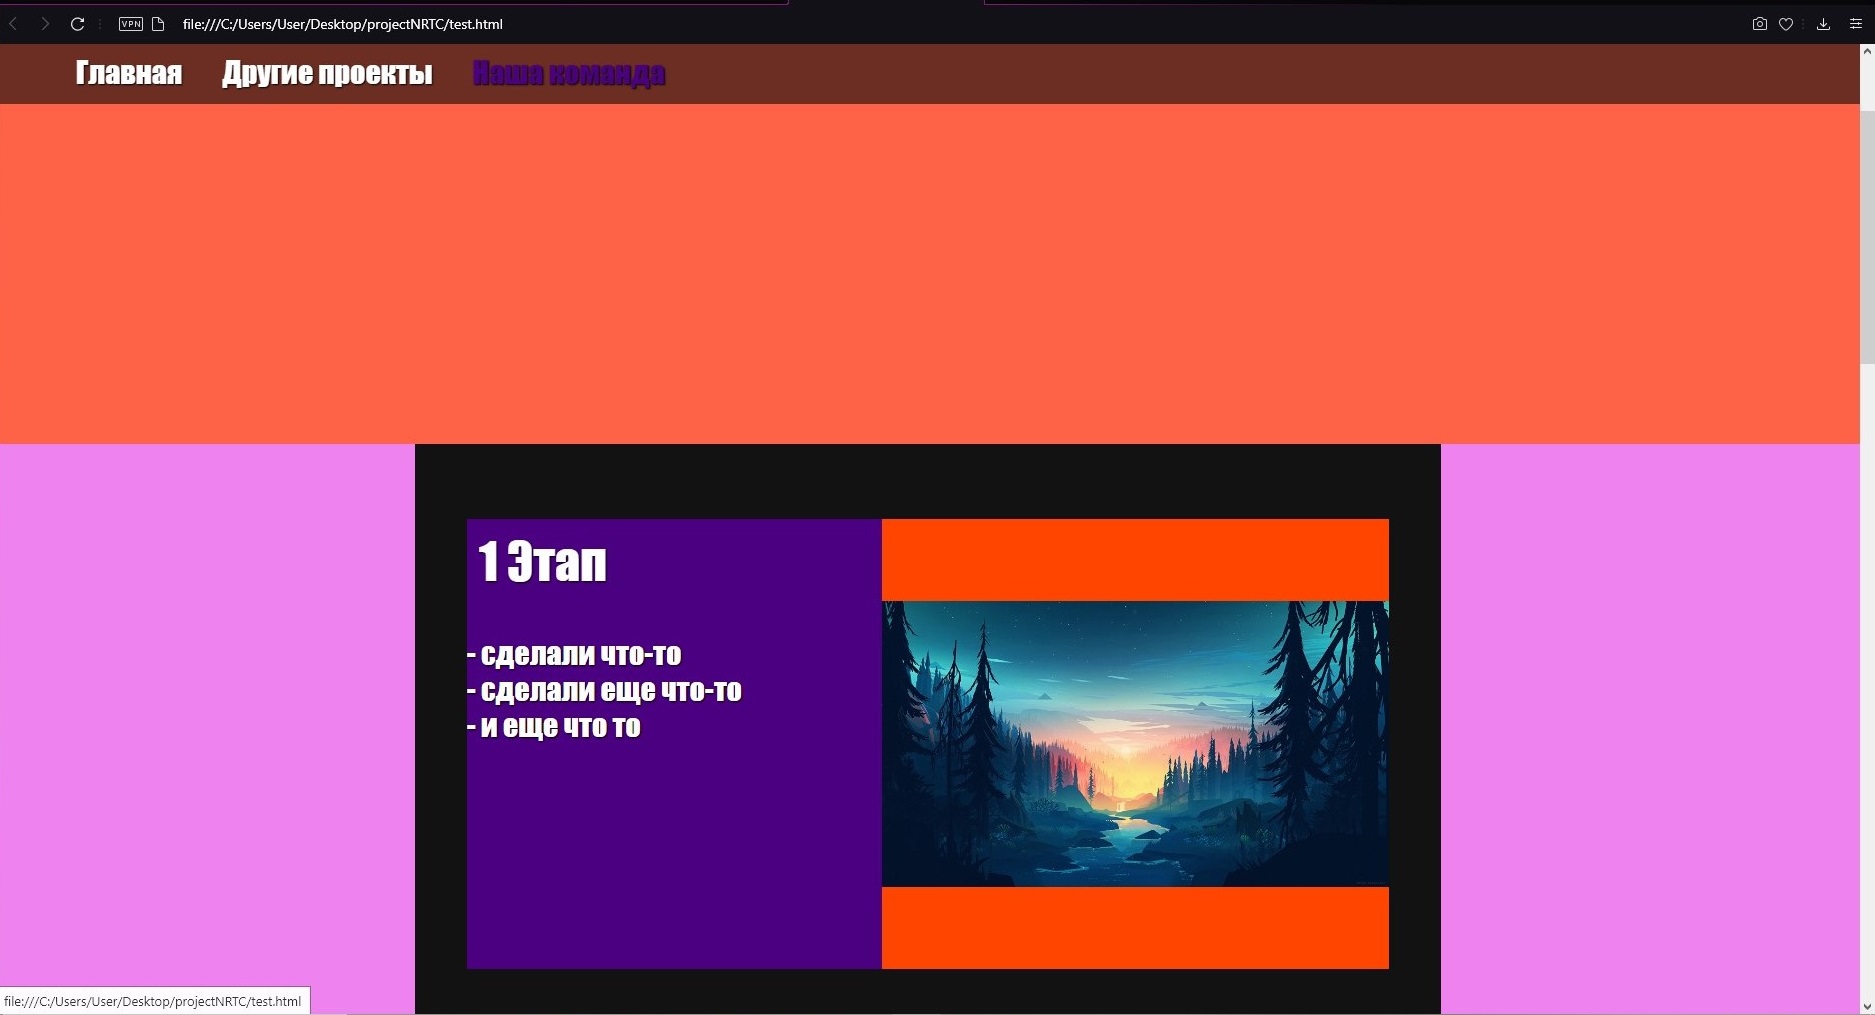 VPN file:///C:/Users/User/Desktop/projectNRTC/test.html
Главная Другие проекты Наша команда
1 Этап
- сделали что-то
- сделали еще что-то
- и еще что то
file:///C:/Users/User/Desktop/projectNRTC/test.html